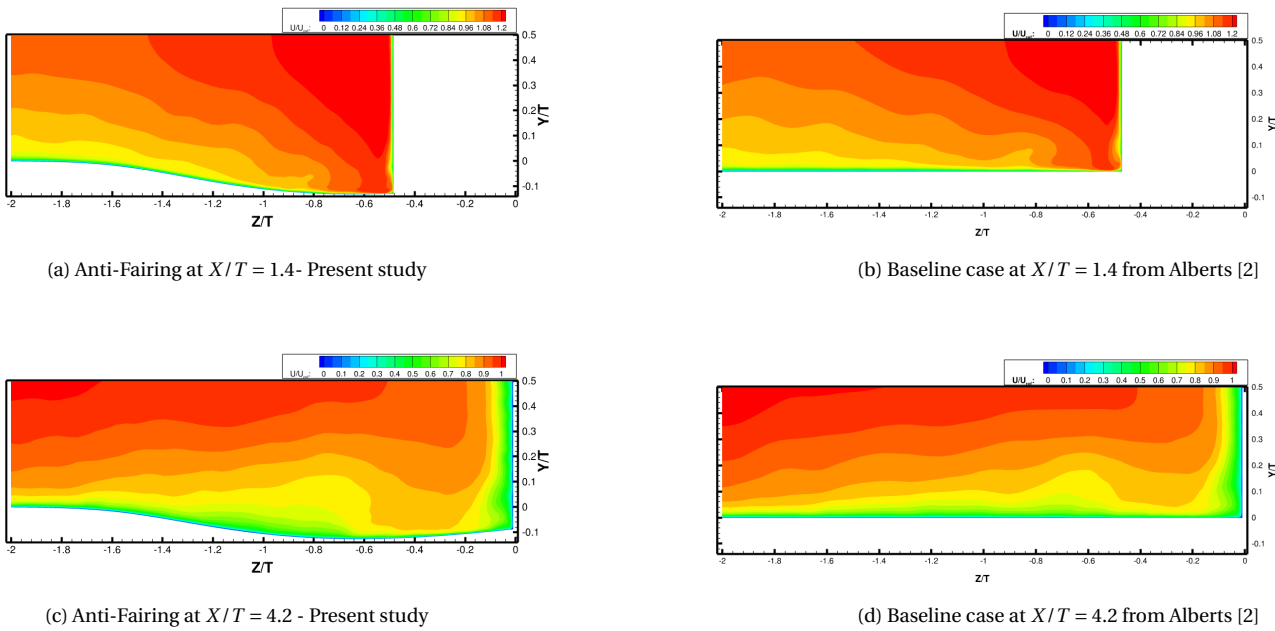 U/Uref: 0 0.12 0.24 0.36 0.48 0.6 0.72 0.84 0.96 1.08 1.2
0.5
0.4
0.3
0.2
0.1
0
-0.1
Y/T
-2 -1.8 -1.6 -1.4 -1.2 -1 -0.8 -0.6 -0.4 -0.2 0
Z/T
(a) Anti-Fairing at X/T = 1.4- Present study
U/Uref: 0 0.12 0.24 0.36 0.48 0.6 0.72 0.84 0.96 1.08 1.2
0.5
0.4
0.3
0.2
0.1
0
-0.1
Y/T
-2 -1.8 -1.6 -1.4 -1.2 -1 -0.8 -0.6 -0.4 -0.2 0
Z/T
(b) Baseline case at X/T = 1.4 from Alberts [2]
U/Uref: 0 0.1 0.2 0.3 0.4 0.5 0.6 0.7 0.8 0.9 1
0.5
0.4
0.3
0.2
0.1
0
-0.1
Y/T
-2 -1.8 -1.6 -1.4 -1.2 -1 -0.8 -0.6 -0.4 -0.2 0
Z/T
(c) Anti-Fairing at X/T = 4.2 - Present study
U/Uref: 0 0.1 0.2 0.3 0.4 0.5 0.6 0.7 0.8 0.9 1
0.5
0.4
0.3
0.2
0.1
0
-0.1
Y/T
-2 -1.8 -1.6 -1.4 -1.2 -1 -0.8 -0.6 -0.4 -0.2 0
Z/T
(d) Baseline case at X/T = 4.2 from Alberts [2]